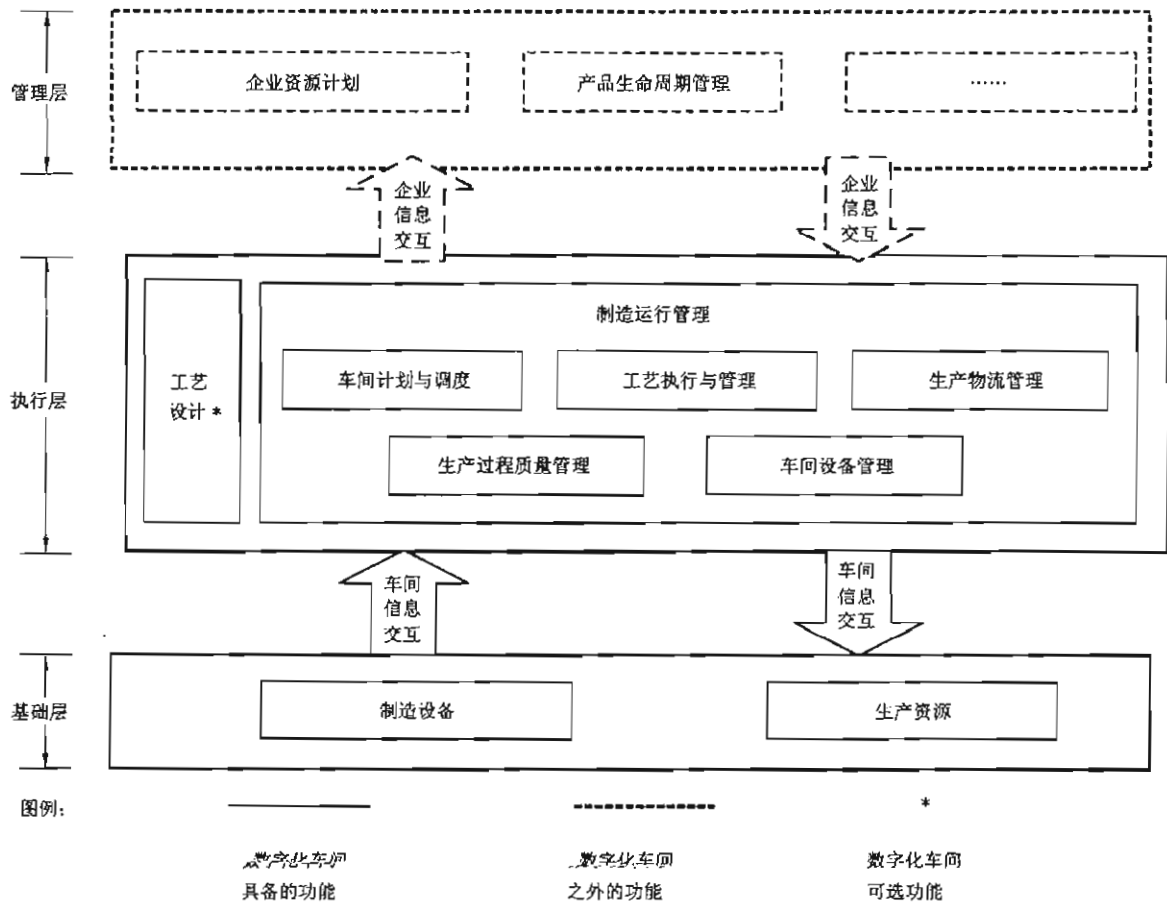 管理层
企业资源计划
产品生命周期管理
……
企业
信息
交互
企业
信息
交互
执行层
工艺
设计*
制造运行管理
车间计划与调度
工艺执行与管理
生产物流管理
生产过程质量管理
车间设备管理
车间
信息
交互
车间
信息
交互
基础层
制造设备
生产资源
图例:
*
数字化车间
具备的功能
数字化车间
之外的功能
数字化车间
可选功能